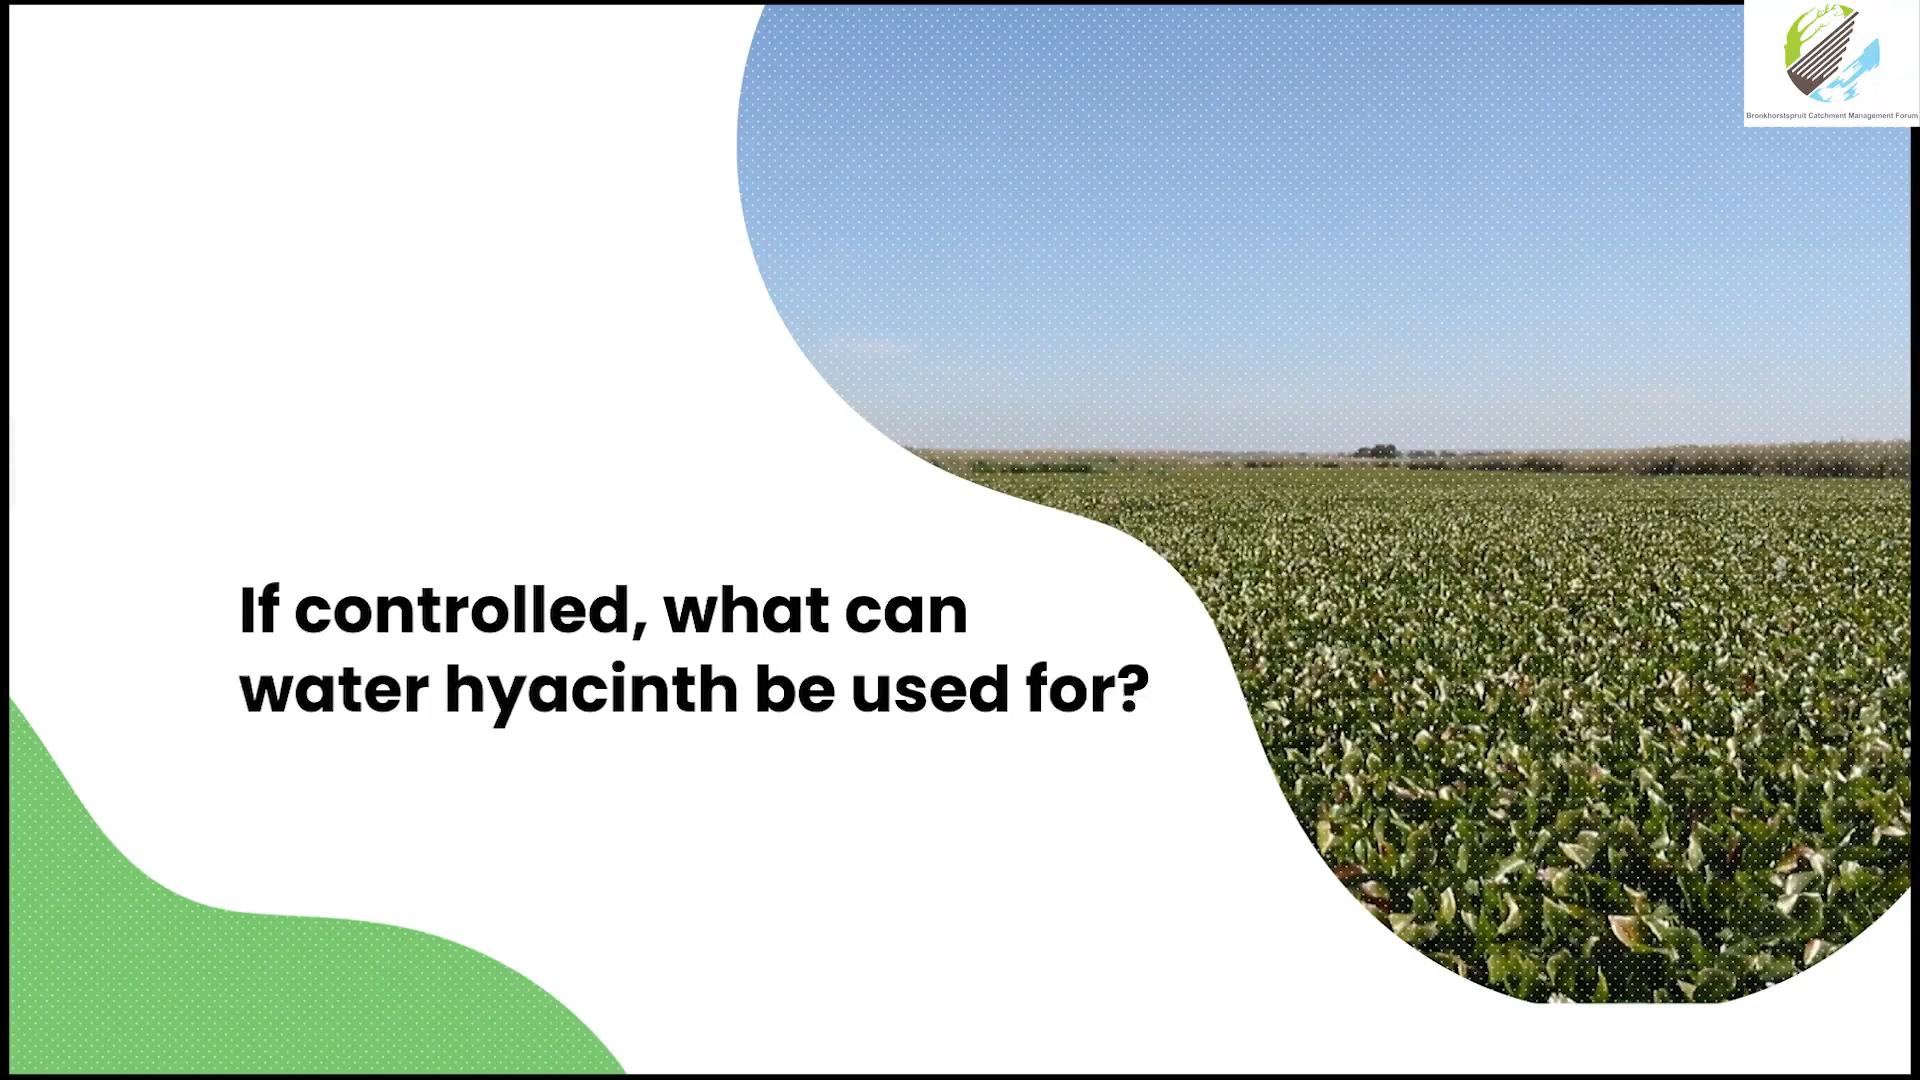 Bronkhorstspruit Catchment Management Forum
If controlled, what can
water hyacinth be used for?